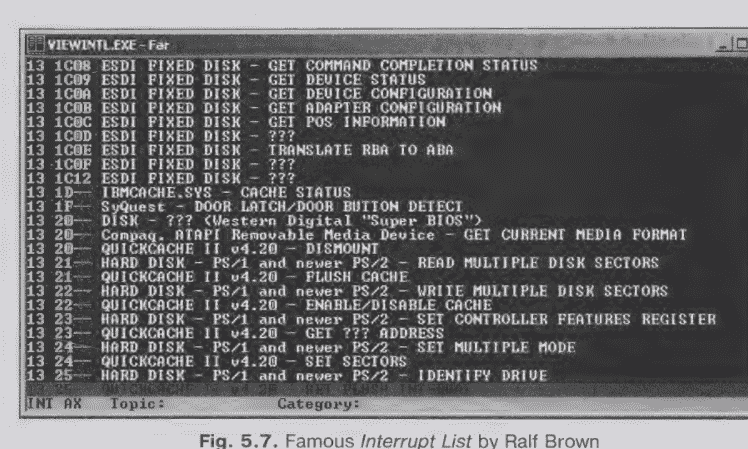 VIEWINTL.EXE - Far
13 1C08 ESDI FIXED DISK - GET COMMAND COMPLETION STATUS
13 1C09 ESDI FIXED DISK - GET DEVICE STATUS
13 1C0A ESDI FIXED DISK - GET DEVICE CONFIGURATION
13 1C0B ESDI FIXED DISK - GET ADAPTER CONFIGURATION
13 1C0C ESDI FIXED DISK - GET POS INFORMATION
13 1C0D ESDI FIXED DISK - ???
13 1C0E ESDI FIXED DISK - TRANSLATE RBA TO ABA
13 1C0F ESDI FIXED DISK - ???
13 1C12 ESDI FIXED DISK - ???
13 1D-- IBMCACHE.SYS - CACHE STATUS
13 1F-- SyQuest - DOOR LATCH/DOOR BUTTON DETECT
13 20-- DISK - ??? (Western Digital "Super BIOS")
13 20-- Compaq, ATAPI Removable Media Device - GET CURRENT MEDIA FORMAT
13 20-- QUICKCACHE II v4.20 - DISMOUNT
13 21-- HARD DISK - PS/1 and newer PS/2 - READ MULTIPLE DISK SECTORS
13 21-- QUICKCACHE II v4.20 - FLUSH CACHE
13 22-- HARD DISK - PS/1 and newer PS/2 - WRITE MULTIPLE DISK SECTORS
13 22-- QUICKCACHE II v4.20 - ENABLE/DISABLE CACHE
13 23-- HARD DISK - PS/1 and newer PS/2 - SET CONTROLLER FEATURES REGISTER
13 23-- QUICKCACHE II v4.20 - GET ??? ADDRESS
13 24-- HARD DISK - PS/1 and newer PS/2 - SET MULTIPLE MODE
13 24-- QUICKCACHE II v4.20 - SET SECTORS
13 25-- HARD DISK - PS/1 and newer PS/2 - IDENTIFY DRIVE
INT AX Topic: Category:
Fig. 5.7. Famous Interrupt List by Ralf Brown